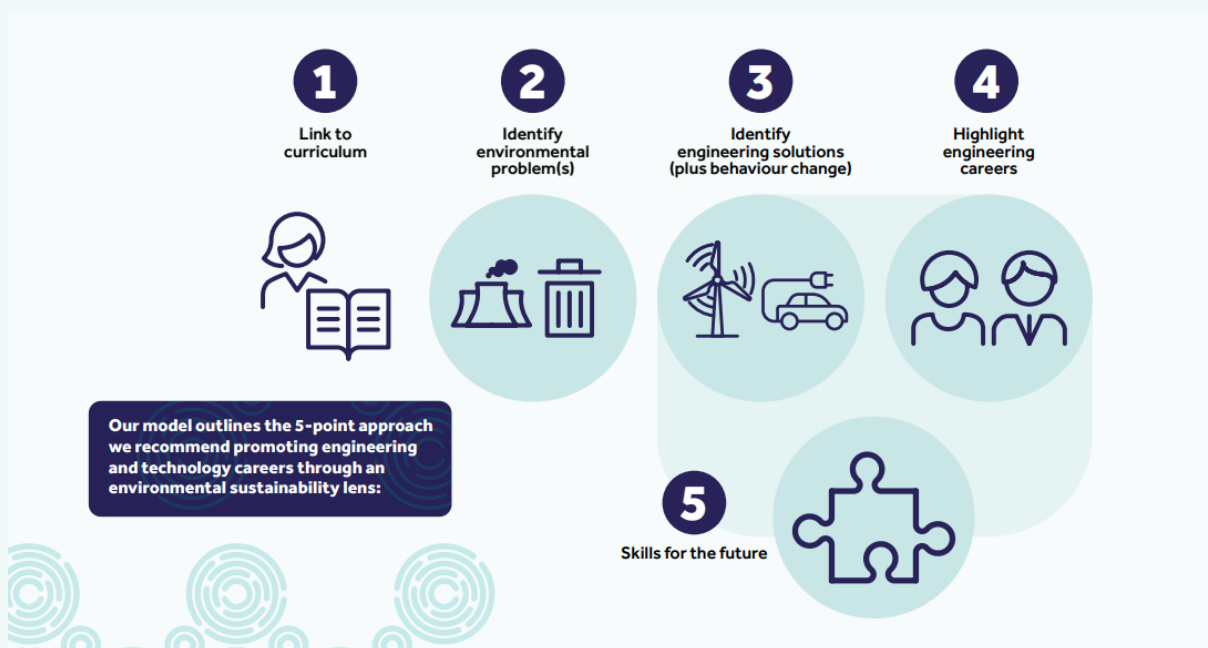 1
Link to
curriculum
2
Identify
environmental
problem(s)
3
Identify
engineering solutions
(plus behaviour change)
4
Highlight
engineering
careers
Our model outlines the 5-point approach
we recommend promoting engineering
and technology careers through an
environmental sustainability lens:
5
Skills for the future